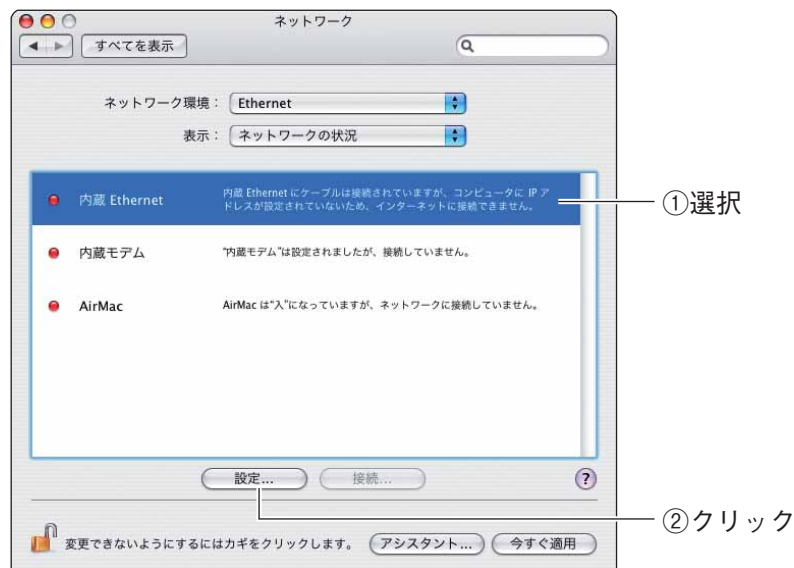 ネットワーク
すべてを表示
ネットワーク環境： Ethernet
表示： ネットワークの状況
内蔵 Ethernet
内蔵 Ethernet にケーブルは接続されていますが、コンピュータに IP ア
ドレスが設定されていないため、インターネットに接続できません。
①選択
内蔵モデム
"内蔵モデム"は設定されましたが、接続していません。
AirMac
AirMac は"入"になっていますが、ネットワークに接続していません。
設定... 接続... ?
②クリック
変更できないようにするにはカギをクリックします。 アシスタント... 今すぐ適用